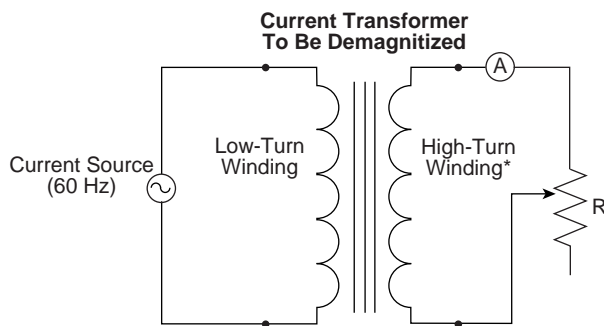 Current Transformer
To Be Demagnitized
A
Low-Turn
Winding
High-Turn
Winding*
Current Source
(60 Hz)
R